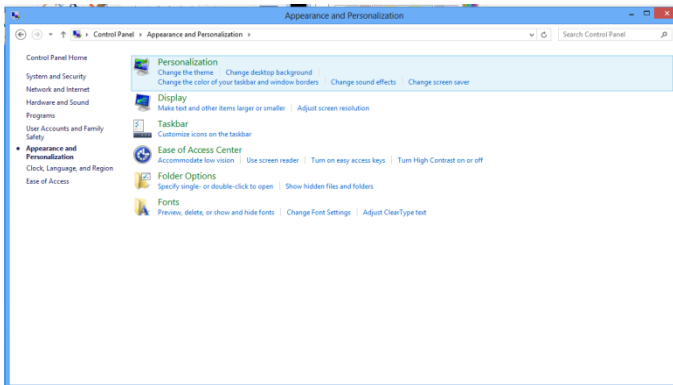 Appearance and Personalization
Control Panel › Appearance and Personalization ›
Search Control Panel
Control Panel Home
System and Security
Network and Internet
Hardware and Sound
Programs
User Accounts and Family
Safety
Appearance and
Personalization
Clock, Language, and Region
Ease of Access
Personalization
Change the theme | Change desktop background
Change the color of your taskbar and window borders | Change sound effects | Change screen saver
Display
Make text and other items larger or smaller | Adjust screen resolution
Taskbar
Customize icons on the taskbar
Ease of Access Center
Accommodate low vision | Use screen reader | Turn on easy access keys | Turn High Contrast on or off
Folder Options
Specify single- or double-click to open | Show hidden files and folders
Fonts
Preview, delete, or show and hide fonts | Change Font Settings | Adjust ClearType text